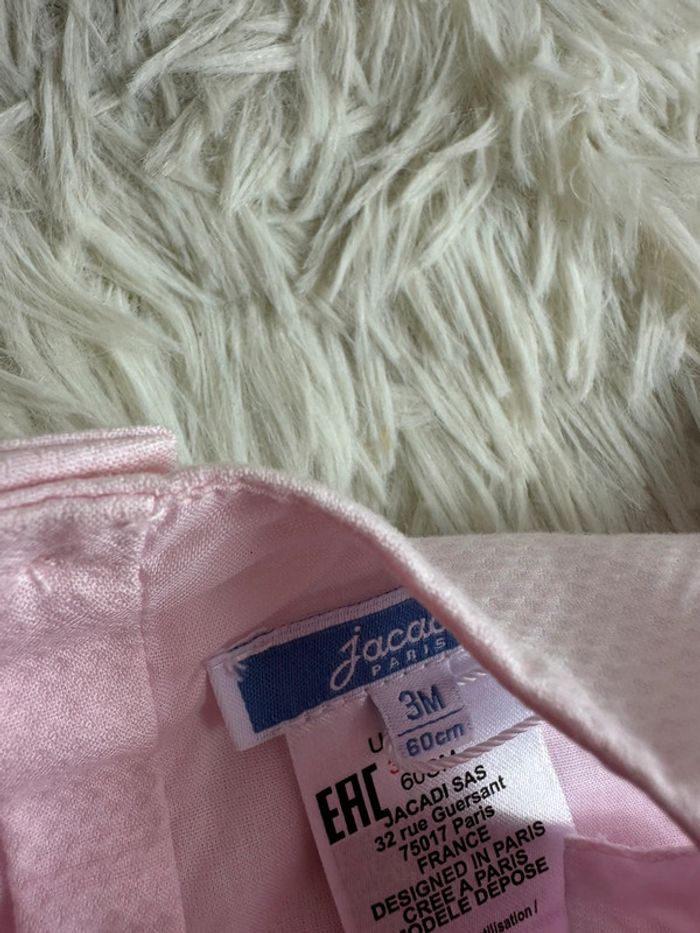 jacad
PARIS
3M
60cm
EAC
JACADI SAS
32 rue Guersant
75017 Paris
FRANCE
DESIGNED IN PARIS
CREE A PARIS
MODELE DEPOSE